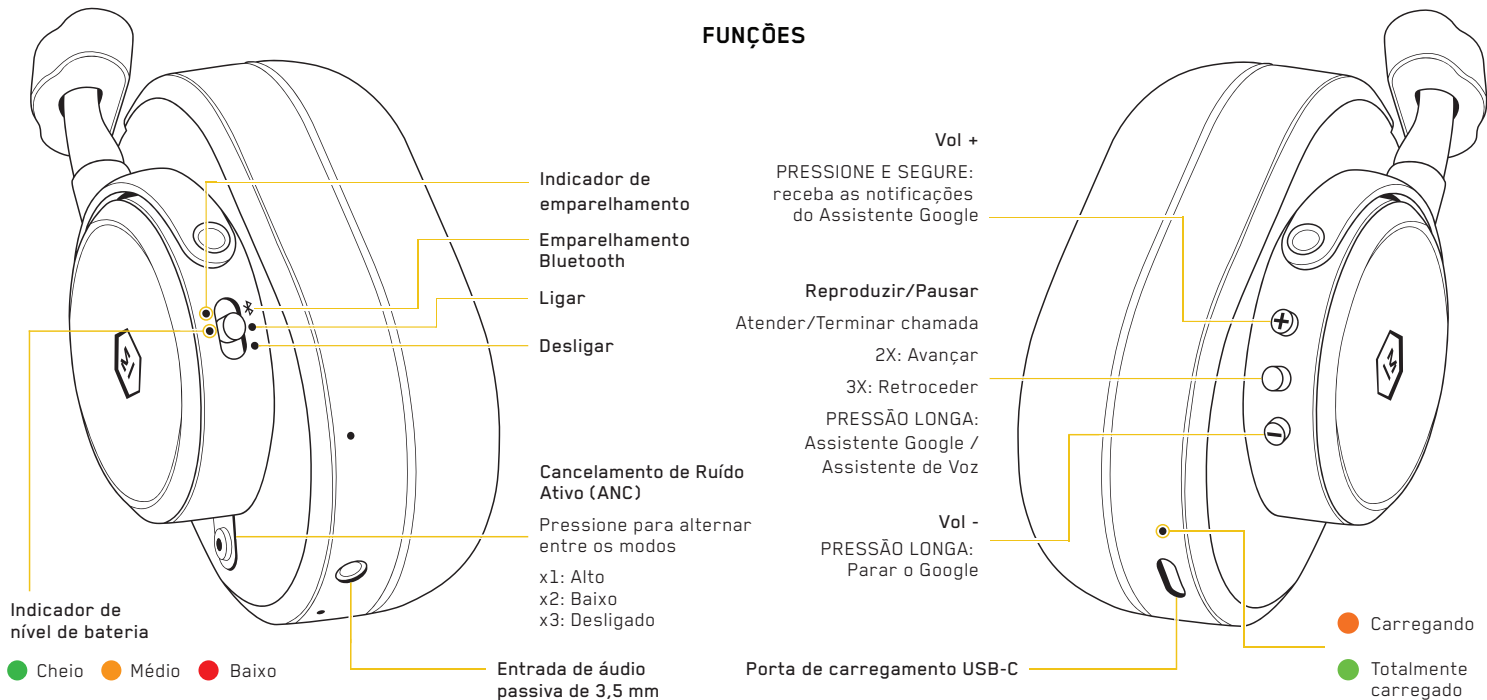 FUNÇÕES
Indicador de
emparelhamento
Emparelhamento
Bluetooth
Ligar
Desligar
Cancelamento de Ruído
Ativo (ANC)
Pressione para alternar
entre os modos
x1: Alto
x2: Baixo
x3: Desligado
Indicador de
nível de bateria
Cheio
Médio
Baixo
Entrada de áudio
passiva de 3,5 mm
Vol +
PRESSIONE E SEGURE:
receba as notificações
do Assistente Google
Reproduzir/Pausar
Atender/Terminar chamada
2X: Avançar
3X: Retroceder
PRESSÃO LONGA:
Assistente Google /
Assistente de Voz
Vol -
PRESSÃO LONGA:
Parar o Google
Porta de carregamento USB-C
Carregando
Totalmente
carregado